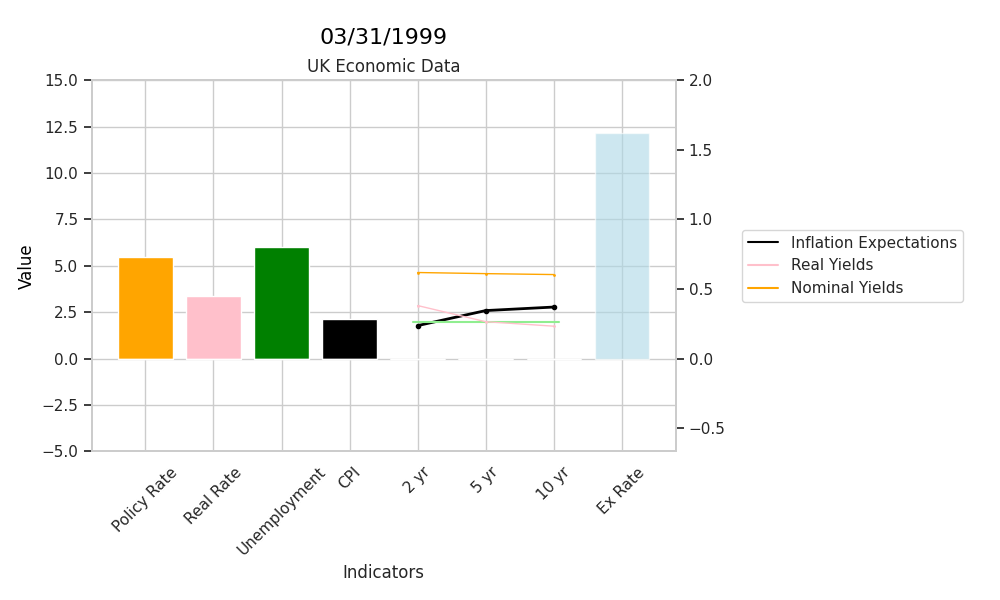 03/31/1999
UK Economic Data
15.0
12.5
10.0
7.5
5.0
2.5
0.0
−2.5
−5.0
Value
2.0
1.5
1.0
0.5
0.0
−0.5
Inflation Expectations
Real Yields
Nominal Yields
Policy Rate
Real Rate
Unemployment
CPI
2 yr
5 yr
10 yr
Ex Rate
Indicators